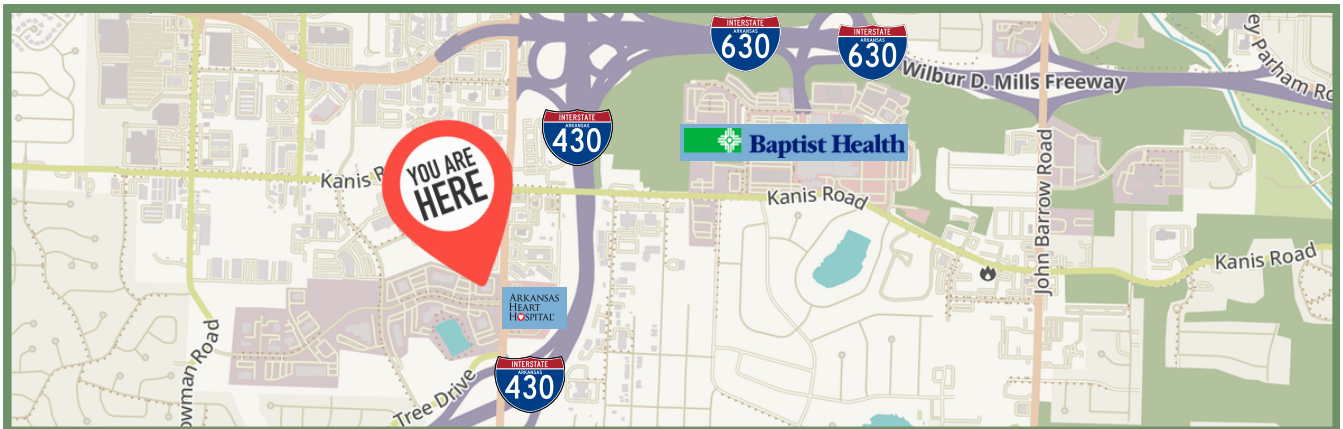 INTERSTATE
ARKANSAS
630
INTERSTATE
ARKANSAS
630
ey Parham Ro
Wilbur D. Mills Freeway
INTERSTATE
ARKANSAS
430
Baptist Health
YOU ARE
HERE
Kanis R
Kanis Road
John Barrow Road
Kanis Road
ARKANSAS
HEART
HOSPITAL
owman Road
Tree Drive
INTERSTATE
ARKANSAS
430